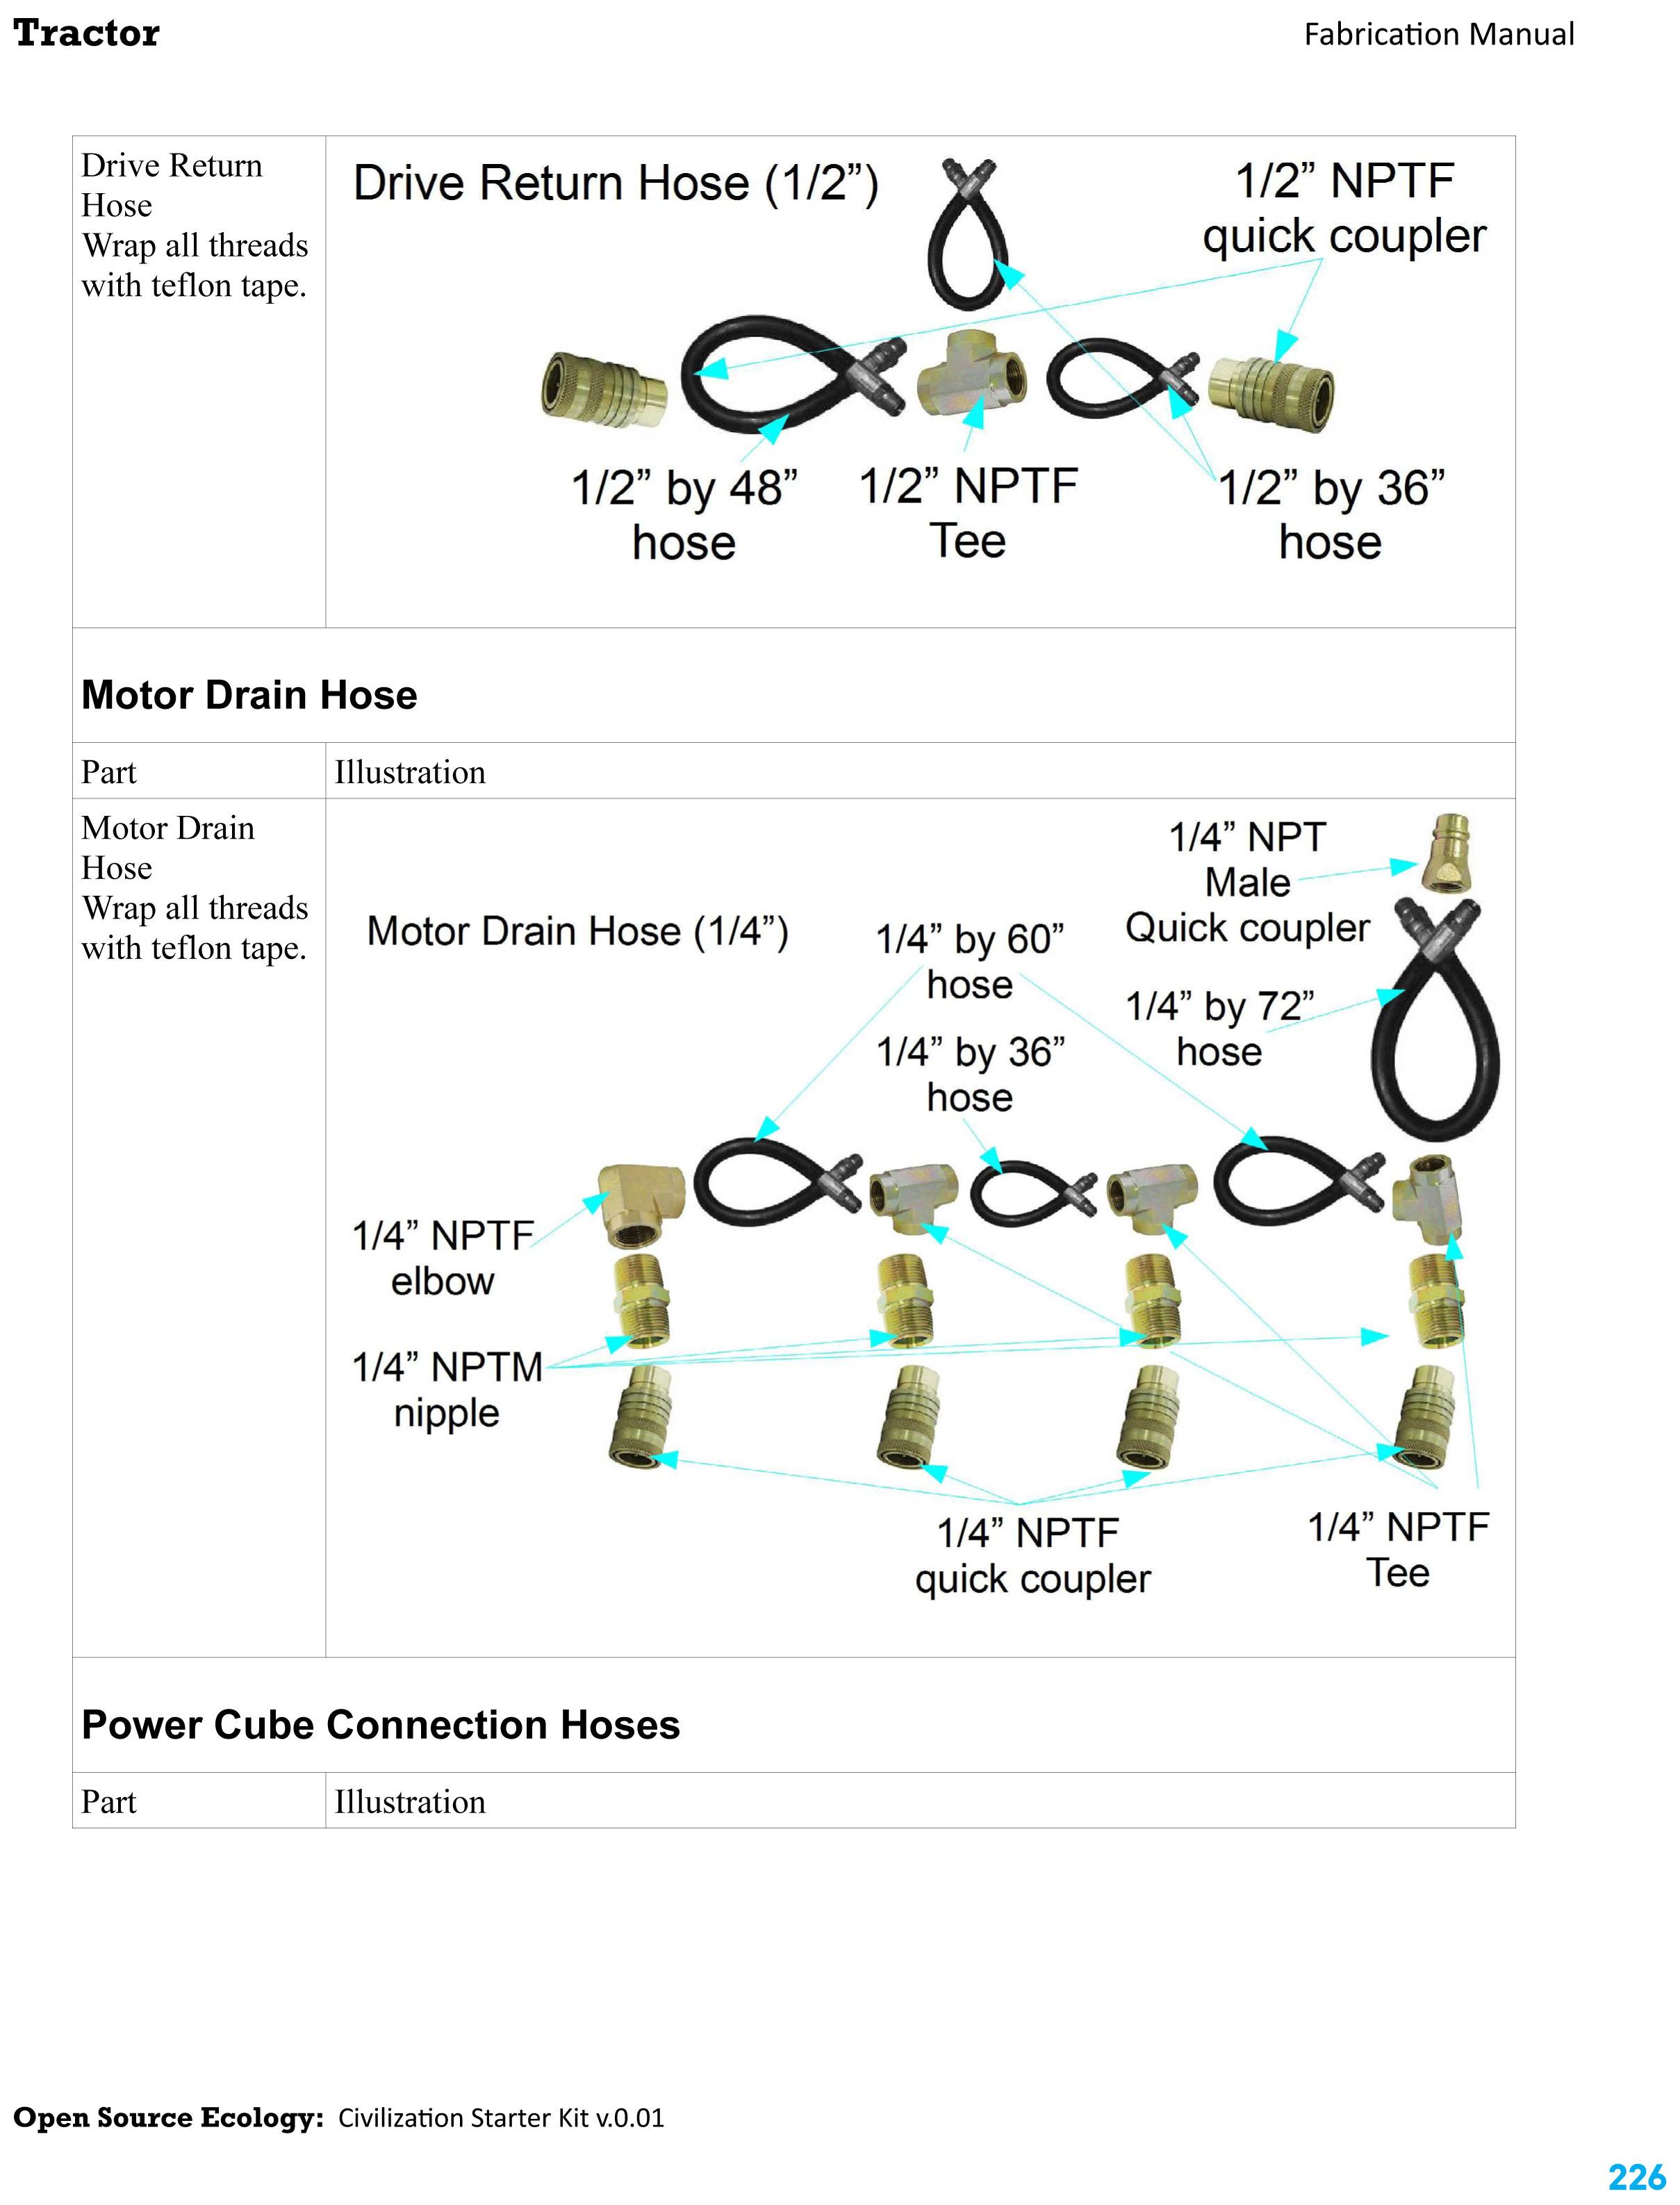 Tractor
Fabrication Manual
Drive Return
Hose
Wrap all threads
with teflon tape.
Drive Return Hose (1/2”)
1/2” NPTF
quick coupler
1/2” by 48”
hose
1/2” NPTF
Tee
1/2” by 36”
hose
Motor Drain Hose
Part
Illustration
Motor Drain
Hose
Wrap all threads
with teflon tape.
Motor Drain Hose (1/4”)
1/4” by 60”
hose
1/4” NPT
Male
Quick coupler
1/4” by 36”
hose
1/4” by 72”
hose
1/4” NPTF
elbow
1/4” NPTM
nipple
1/4” NPTF
quick coupler
1/4” NPTF
Tee
Power Cube Connection Hoses
Part
Illustration
Open Source Ecology: Civilization Starter Kit v.0.01
226